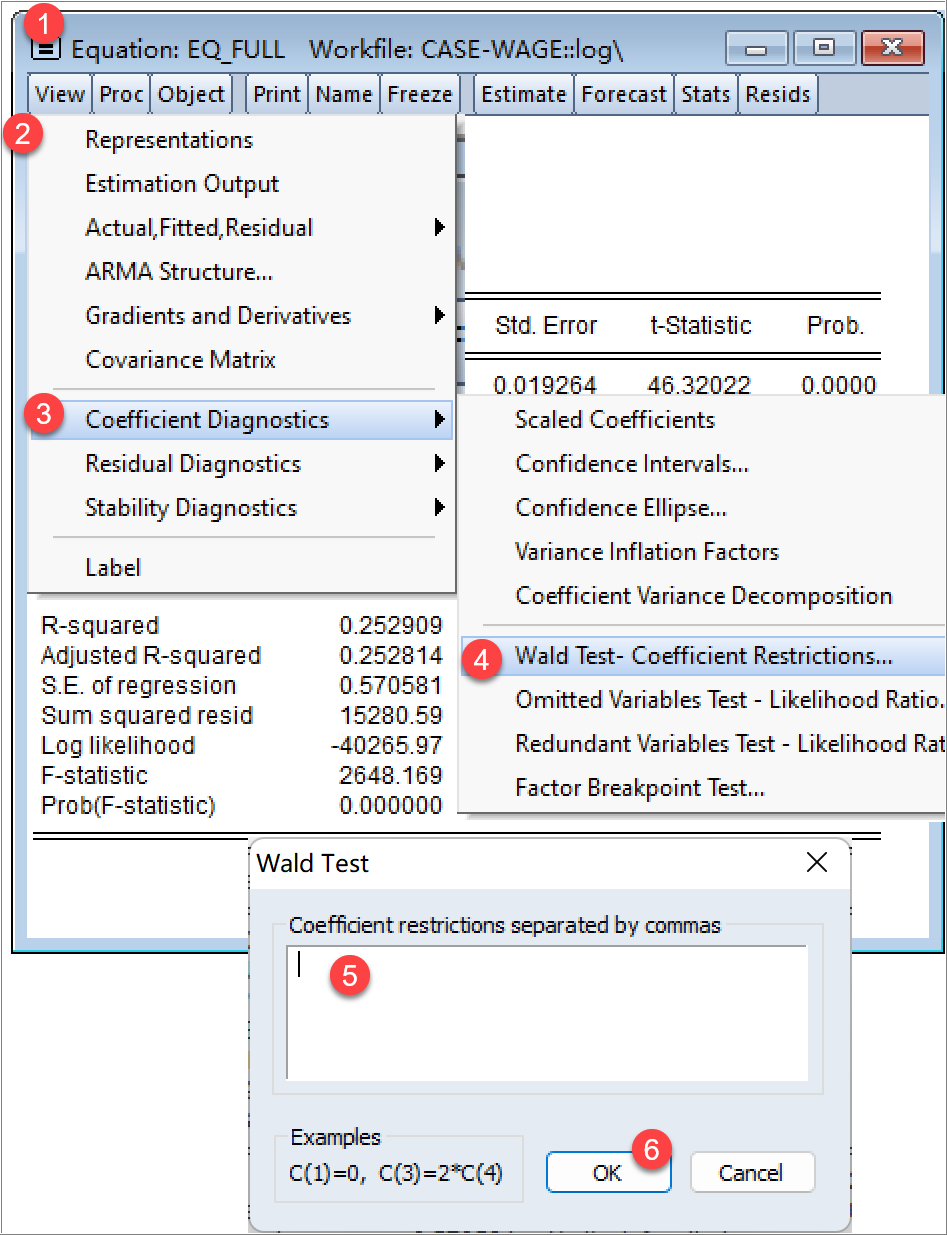 1
Equation: EQ_FULL Workfile: CASE-WAGE::log\
View Proc Object Print Name Freeze Estimate Forecast Stats Resids
2
Representations
Estimation Output
Actual,Fitted,Residual
ARMA Structure...
Gradients and Derivatives
Covariance Matrix
Std. Error t-Statistic Prob.
0.019264 46.32022 0.0000
3
Coefficient Diagnostics
Residual Diagnostics
Stability Diagnostics
Label
Scaled Coefficients
Confidence Intervals...
Confidence Ellipse...
Variance Inflation Factors
Coefficient Variance Decomposition
4
Wald Test- Coefficient Restrictions...
Omitted Variables Test - Likelihood Ratio.
Redundant Variables Test - Likelihood Rat
Factor Breakpoint Test...
R-squared 0.252909
Adjusted R-squared 0.252814
S.E. of regression 0.570581
Sum squared resid 15280.59
Log likelihood -40265.97
F-statistic 2648.169
Prob(F-statistic) 0.000000
Wald Test
Coefficient restrictions separated by commas
5
Examples
C(1)=0, C(3)=2*C(4)
6
OK
Cancel